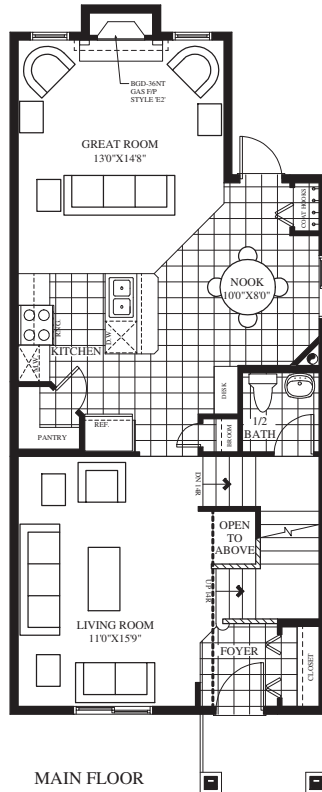 BGD-36NT
GAS F/P
STYLE 'E2'
GREAT ROOM
13'0"X14'8"
COAT HOOKS
NOOK
10'0"X8'0"
RNG.
D.W.
KITCHEN
M.W.
DESK
1/2
BATH
PANTRY
REF.
BROOM
DN 14R
OPEN
TO
ABOVE
UP 14R
LIVING ROOM
11'0"X15'9"
FOYER
CLOSET
MAIN FLOOR